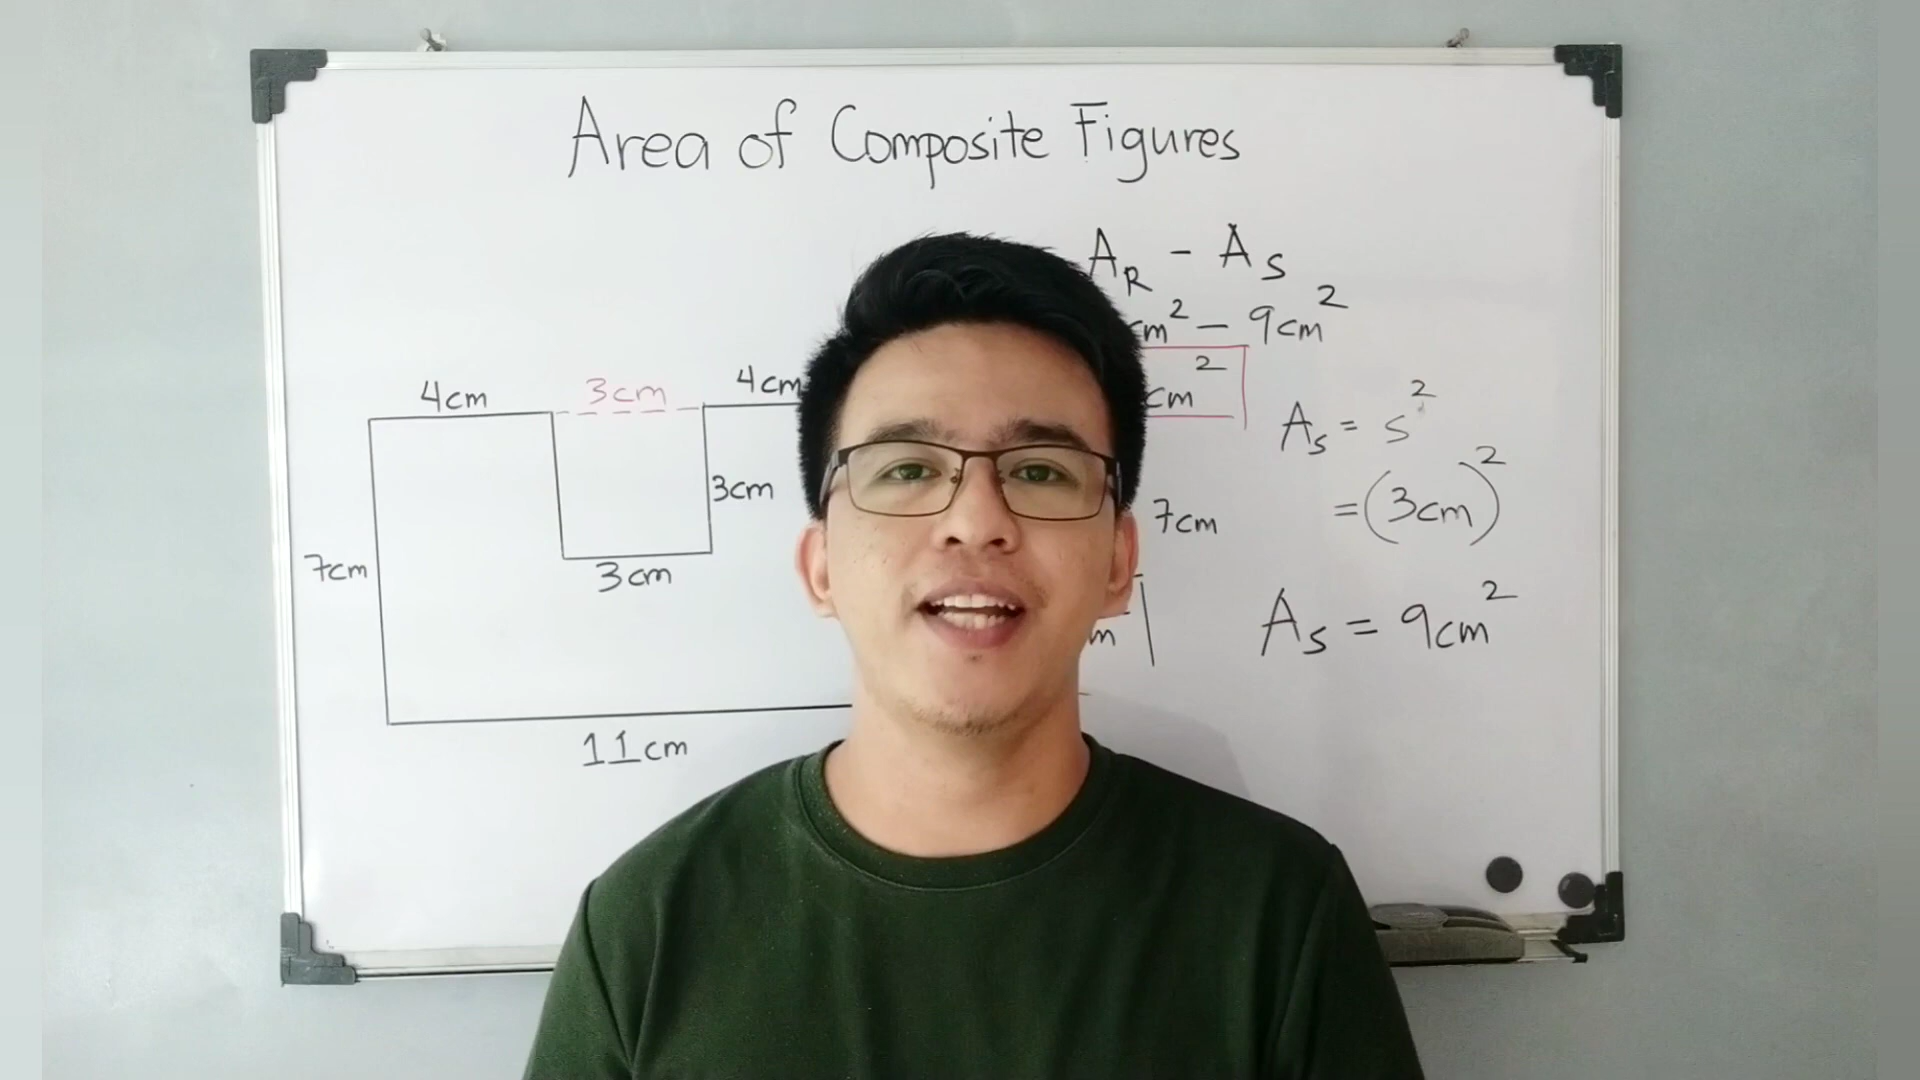 Area of Composite Figures
A_R - A_S
cm² - 9cm²
cm²
4cm
3cm
4cm
A_S = s²
3cm
= (3cm)²
7cm
7cm
3cm
m
A_S = 9cm²
11cm